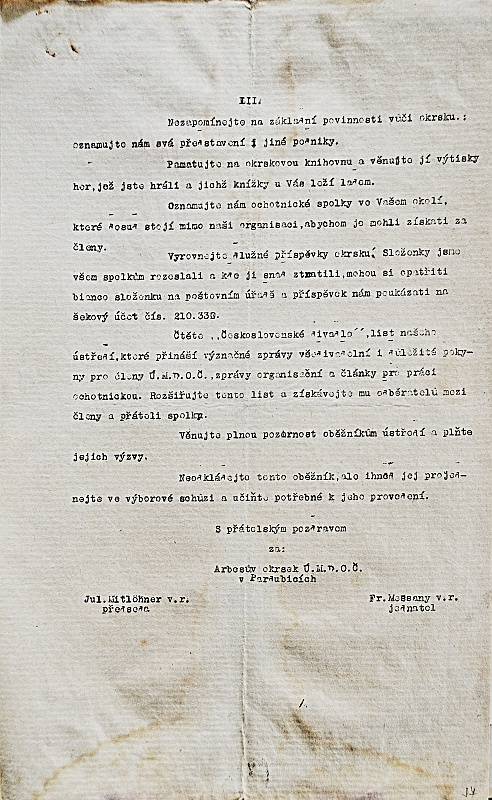 III.
Nezapomínejte na základní povinnosti vůči okrsku.:
oznamujte nám svá představení i jiné podniky.
Pamatujte na okrskovou knihovnu a věnujte jí výtisky
her,jež jste hráli a jichž knížky u Vás leží ladem.
Oznamujte nám ochotnické spolky ve Vašem okolí,
které dosud stojí mimo naši organisaci,abychom je mohli získati za
členy.
Vyrovnejte dlužné příspěvky okrsku. Složenky jsme
všem spolkům rozeslali a kde ji snad ztratili,mohou si opatřiti
bianco složenku na poštovním úřadě a příspěvek nám poukázati na
šekový účet čís. 210.339.
Čtěte ,,Československé divadlo´´,list našeho
ústředí,které přináší význačné zprávy všedivadelní i důležité poky-
ny pro členy Ú.M.D.O.Č.,zprávy organisační a články pro práci
ochotnickou. Rozšiřujte tento list a získávejte mu odběratelů mezi
členy a přáteli spolku.
Věnujte plnou pozornost oběžníkům ústředí a plňte
jejich výzvy.
Neodkládejte tento oběžník,ale ihned jej projed-
nejte ve výborové schůzi a učiňte potřebné k jeho provedení.
S přátelským pozdravem
za:
Arbesův okrsek Ú.M.D.O.Č.
v Pardubicích
Jul.Mitlöhner v.r.
předseda
Fr.Messany v.r.
jednatel